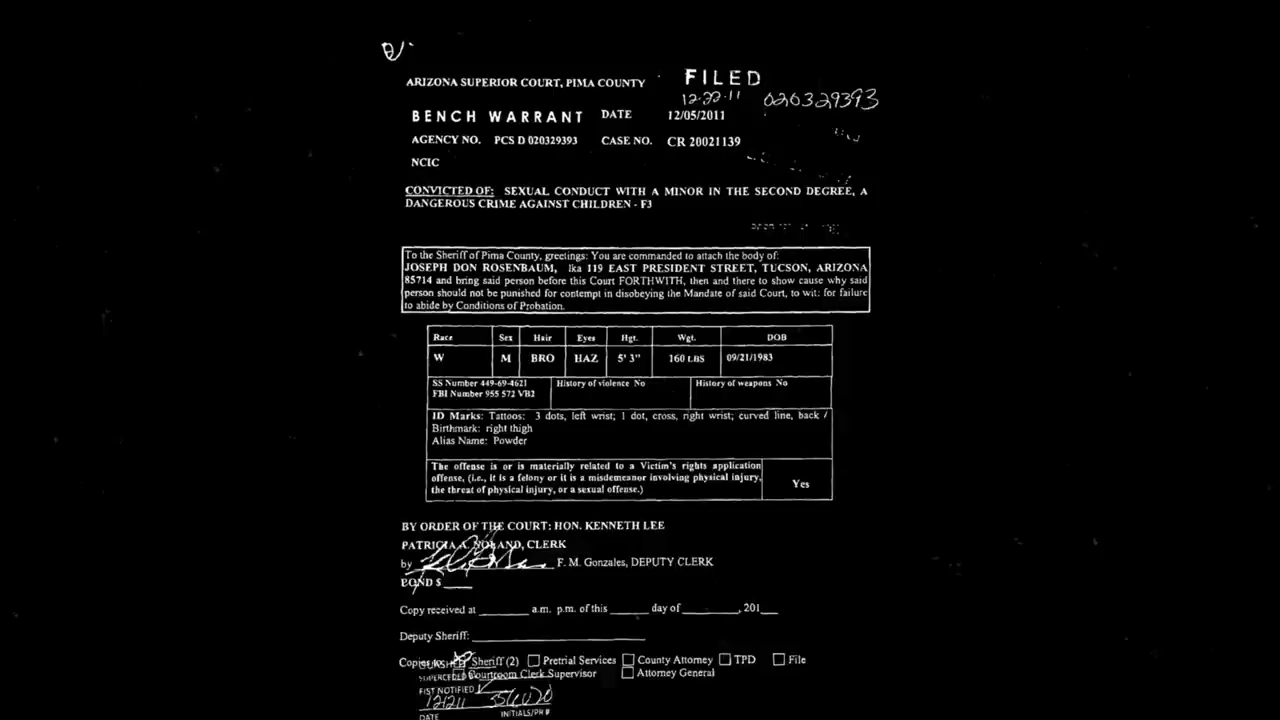 ARIZONA SUPERIOR COURT, PIMA COUNTY FILED
12-22-11 020329393
BENCH WARRANT DATE 12/05/2011
AGENCY NO. PCS D 020329393 CASE NO. CR 20021139
NCIC
CONVICTED OF: SEXUAL CONDUCT WITH A MINOR IN THE SECOND DEGREE, A
DANGEROUS CRIME AGAINST CHILDREN - F3
To the Sheriff of Pima County, greetings: You are commanded to attach the body of:
JOSEPH DON ROSENBAUM, lka 119 EAST PRESIDENT STREET, TUCSON, ARIZONA
85714 and bring said person before this Court FORTHWITH, then and there to show cause why said
person should not be punished for contempt in disobeying the Mandate of said Court, to wit: for failure
to abide by Conditions of Probation.
Race Sex Hair Eyes Hgt. Wgt. DOB
W M BRO HAZ 5' 3" 160 LBS 09/21/1983
SS Number [redacted] History of violence No History of weapons No
FBI Number 955 572 VB2
ID Marks: Tattoos: 3 dots, left wrist; 1 dot, cross, right wrist; curved line, back /
Birthmark: right thigh
Alias Name: Powder
The offense is or is materially related to a Victim's rights application
offense, (i.e., it is a felony or it is a misdemeanor involving physical injury,
the threat of physical injury, or a sexual offense.) Yes
BY ORDER OF THE COURT: HON. KENNETH LEE
PATRICIA A. NOLAND, CLERK
by F. M. Gonzales, DEPUTY CLERK
BOND $
Copy received at a.m. p.m. of this day of , 201
Deputy Sheriff:
Copies to: Sheriff (2) Pretrial Services County Attorney TPD File
SUPERCEDED Courtroom Clerk Supervisor Attorney General
NOTIFIED
DATE INITIALS/PR#